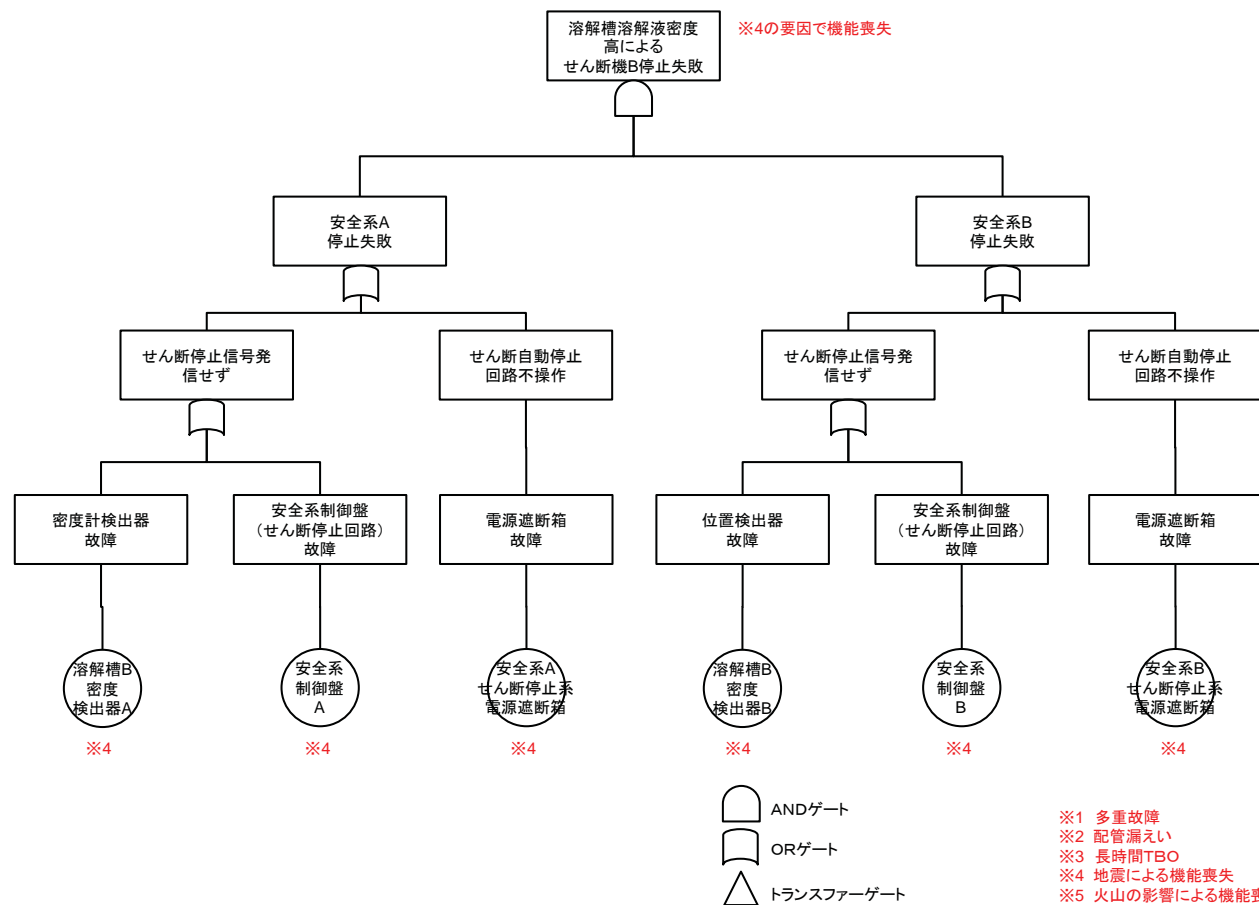 溶解槽溶解液密度
高による
せん断機B停止失敗
※4の要因で機能喪失
安全系A
停止失敗
安全系B
停止失敗
せん断停止信号発
信せず
せん断自動停止
回路不操作
せん断停止信号発
信せず
せん断自動停止
回路不操作
密度計検出器
故障
安全系制御盤
（せん断停止回路）
故障
電源遮断箱
故障
位置検出器
故障
安全系制御盤
（せん断停止回路）
故障
電源遮断箱
故障
溶解槽B
密度
検出器A
安全系
制御盤
A
安全系A
せん断停止系
電源遮断箱
溶解槽B
密度
検出器B
安全系
制御盤
B
安全系B
せん断停止系
電源遮断箱
※4
※4
※4
※4
※4
※4
ANDゲート
ORゲート
トランスファーゲート
※1 多重故障
※2 配管漏えい
※3 長時間TBO
※4 地震による機能喪失
※5 火山の影響による機能喪